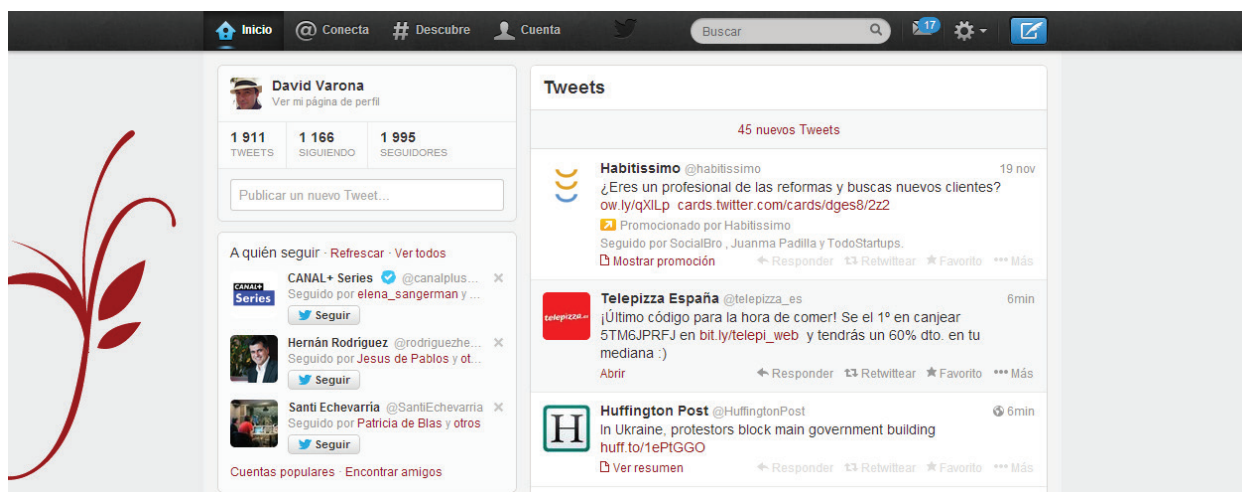 Inicio
Conecta
Descubre
Cuenta
Buscar
17
David Varona
Ver mi página de perfil
1 911
TWEETS
1 166
SIGUIENDO
1 995
SEGUIDORES
Publicar un nuevo Tweet...
A quién seguir · Refrescar · Ver todos
CANAL+ Series
CANAL+ Series @canalplus...
Seguido por elena_sangerman y ...
Seguir
Hernán Rodríguez @rodriguezhe...
Seguido por Jesus de Pablos y ot...
Seguir
Santi Echevarría @SantiEchevarria
Seguido por Patricia de Blas y otros
Seguir
Cuentas populares · Encontrar amigos
Tweets
45 nuevos Tweets
Habitissimo @habitissimo 19 nov
¿Eres un profesional de las reformas y buscas nuevos clientes?
ow.ly/qXlLp cards.twitter.com/cards/dges8/2z2
Promocionado por Habitissimo
Seguido por SocialBro , Juanma Padilla y TodoStartups.
Mostrar promoción Responder Retwittear Favorito Más
telepizza
Telepizza España @telepizza_es 6min
¡Último código para la hora de comer! Se el 1º en canjear
5TM6JPRFJ en bit.ly/telepi_web y tendrás un 60% dto. en tu
mediana :)
Abrir Responder Retwittear Favorito Más
H
Huffington Post @HuffingtonPost 6min
In Ukraine, protestors block main government building
huff.to/1ePtGGO
Ver resumen Responder Retwittear Favorito Más